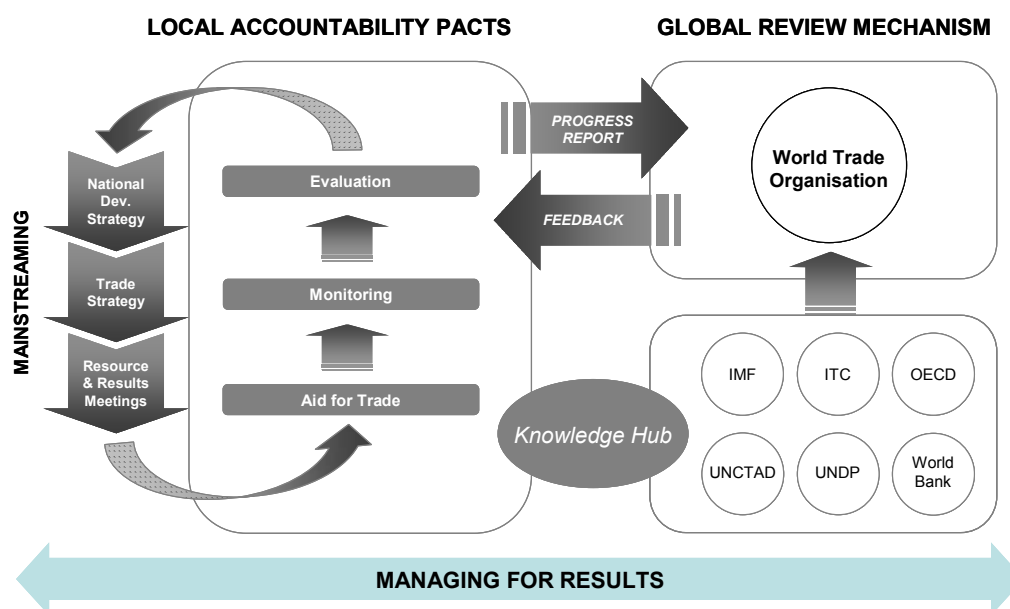 LOCAL ACCOUNTABILITY PACTS
GLOBAL REVIEW MECHANISM
MAINSTREAMING
National
Dev.
Strategy
Trade
Strategy
Resource
& Results
Meetings
Evaluation
Monitoring
Aid for Trade
PROGRESS
REPORT
FEEDBACK
World Trade
Organisation
Knowledge Hub
IMF
ITC
OECD
UNCTAD
UNDP
World
Bank
MANAGING FOR RESULTS